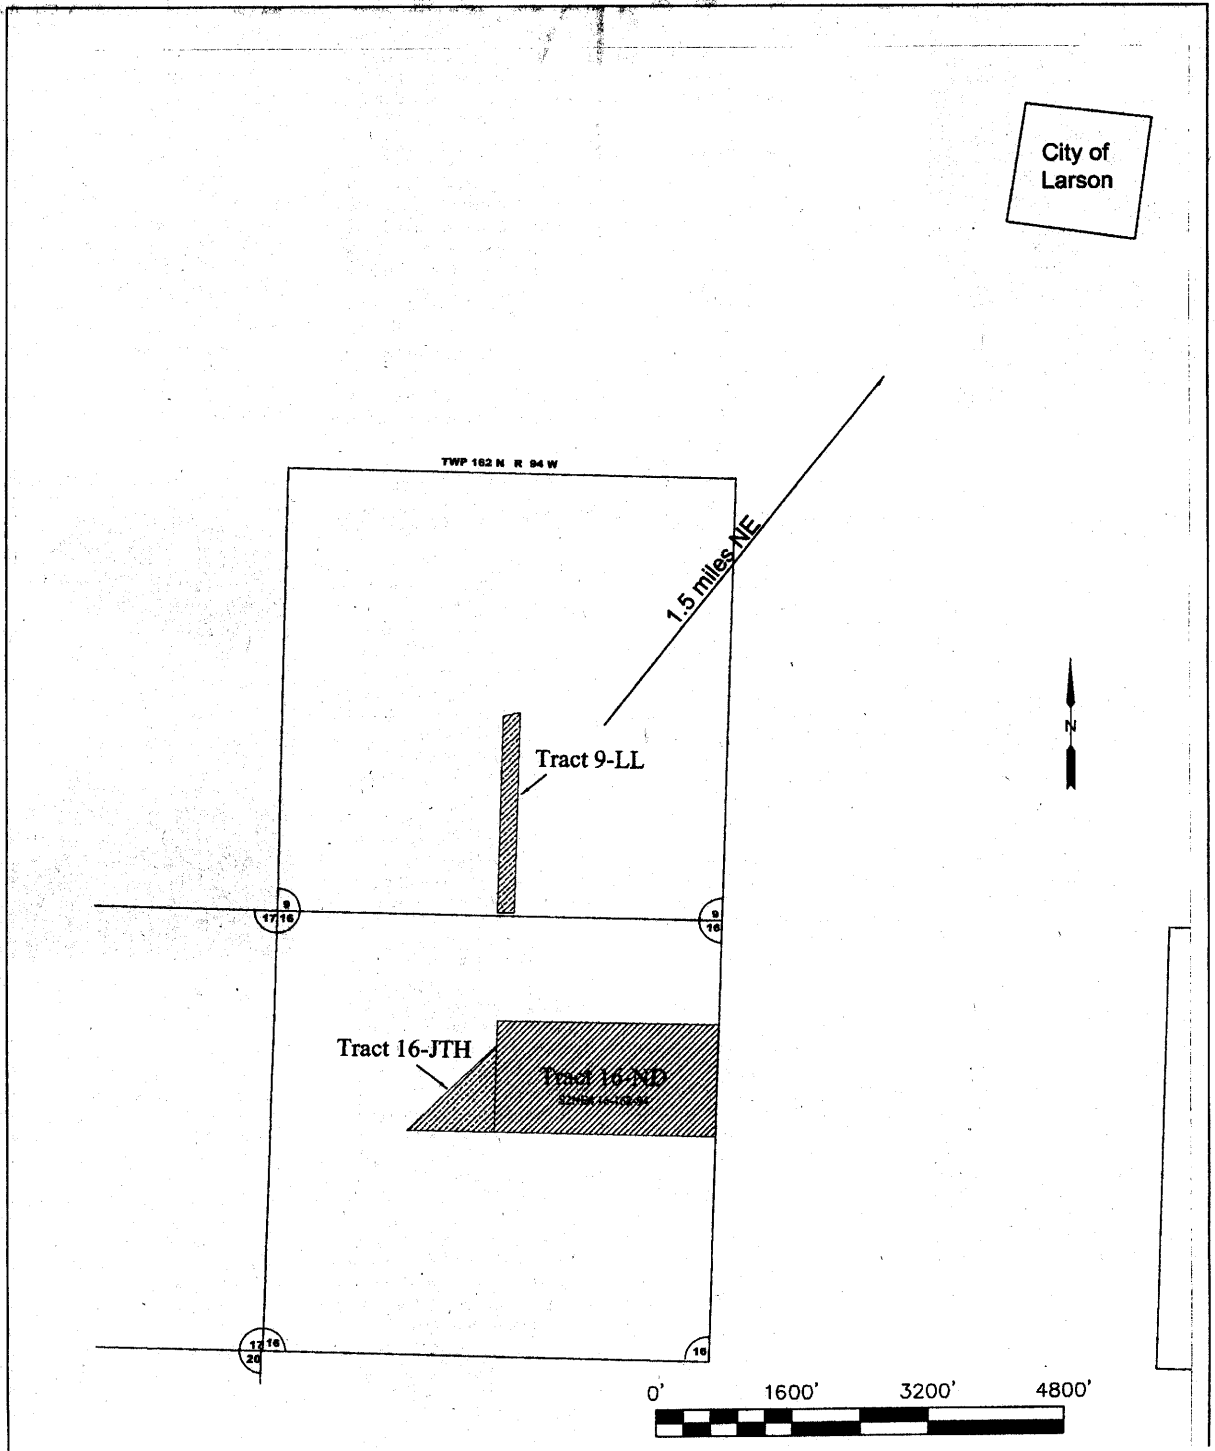 City of
Larson
TWP 162 N R 94 W
1.5 miles NE
N
Tract 9-LL
9
17 16
9
16
Tract 16-JTH
Tract 16-ND
17 16
20
16
0' 1600' 3200' 4800'